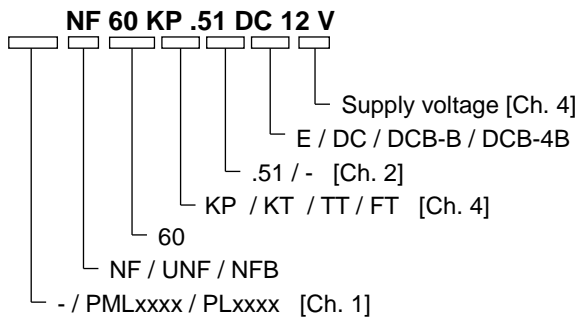 NF 60 KP .51 DC 12 V
Supply voltage [Ch. 4]
E / DC / DCB-B / DCB-4B
.51 / - [Ch. 2]
KP / KT / TT / FT [Ch. 4]
60
NF / UNF / NFB
- / PMLxxxx / PLxxxx [Ch. 1]